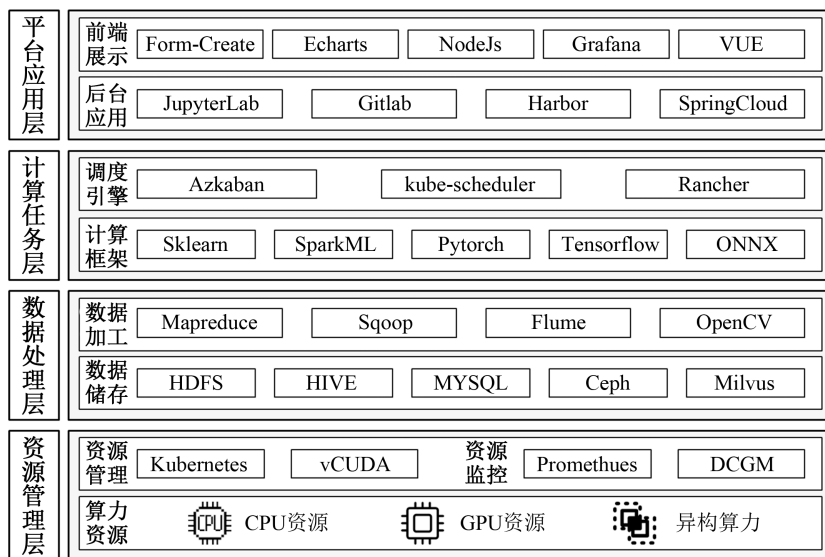 平台应用层
前端展示
Form-Create
Echarts
NodeJs
Grafana
VUE
后台应用
JupyterLab
Gitlab
Harbor
SpringCloud
计算任务层
调度引擎
Azkaban
kube-scheduler
Rancher
计算框架
Sklearn
SparkML
Pytorch
Tensorflow
ONNX
数据处理层
数据加工
Mapreduce
Sqoop
Flume
OpenCV
数据储存
HDFS
HIVE
MYSQL
Ceph
Milvus
资源管理层
资源管理
Kubernetes
vCUDA
资源监控
Promethues
DCGM
算力资源
CPU
CPU资源
GPU资源
异构算力